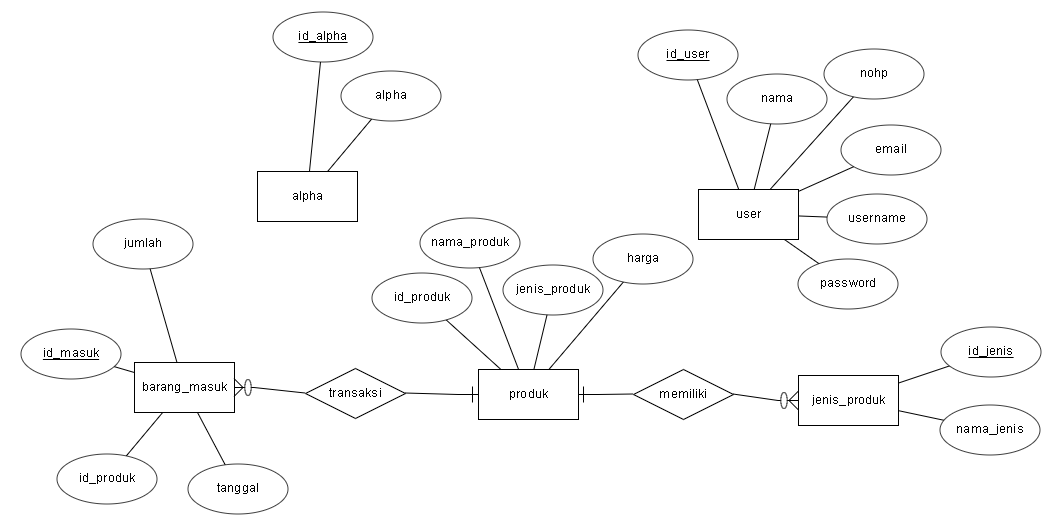 id_alpha
alpha
alpha
id_user
nama
nohp
email
username
password
user
jumlah
id_masuk
barang_masuk
id_produk
tanggal
transaksi
nama_produk
id_produk
jenis_produk
harga
produk
memiliki
jenis_produk
id_jenis
nama_jenis